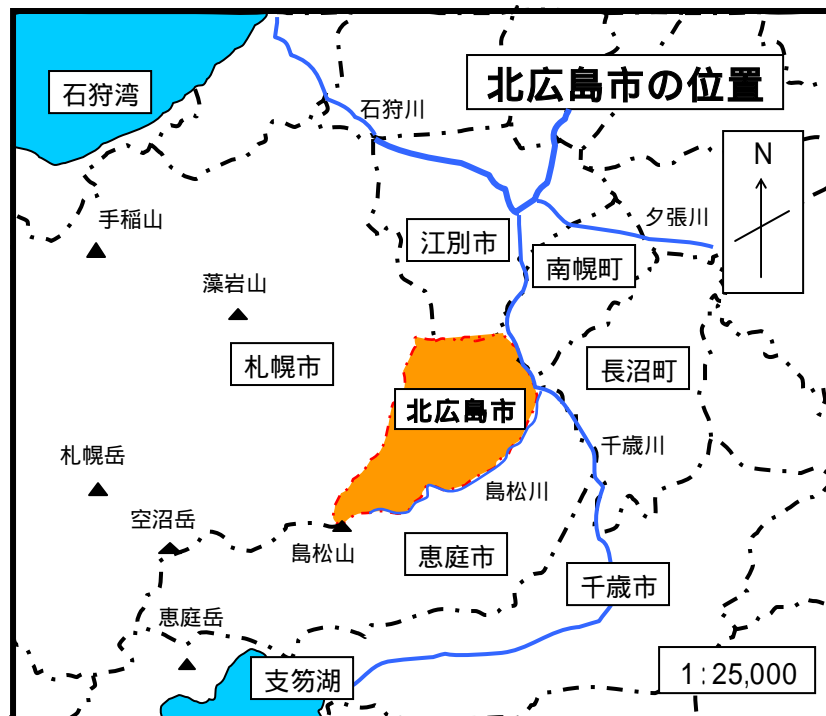 北広島市の位置
石狩湾
石狩川
N
手稲山
江別市
夕張川
南幌町
藻岩山
札幌市
長沼町
北広島市
千歳川
札幌岳
島松川
空沼岳
島松山
恵庭市
千歳市
恵庭岳
支笏湖
1:25,000